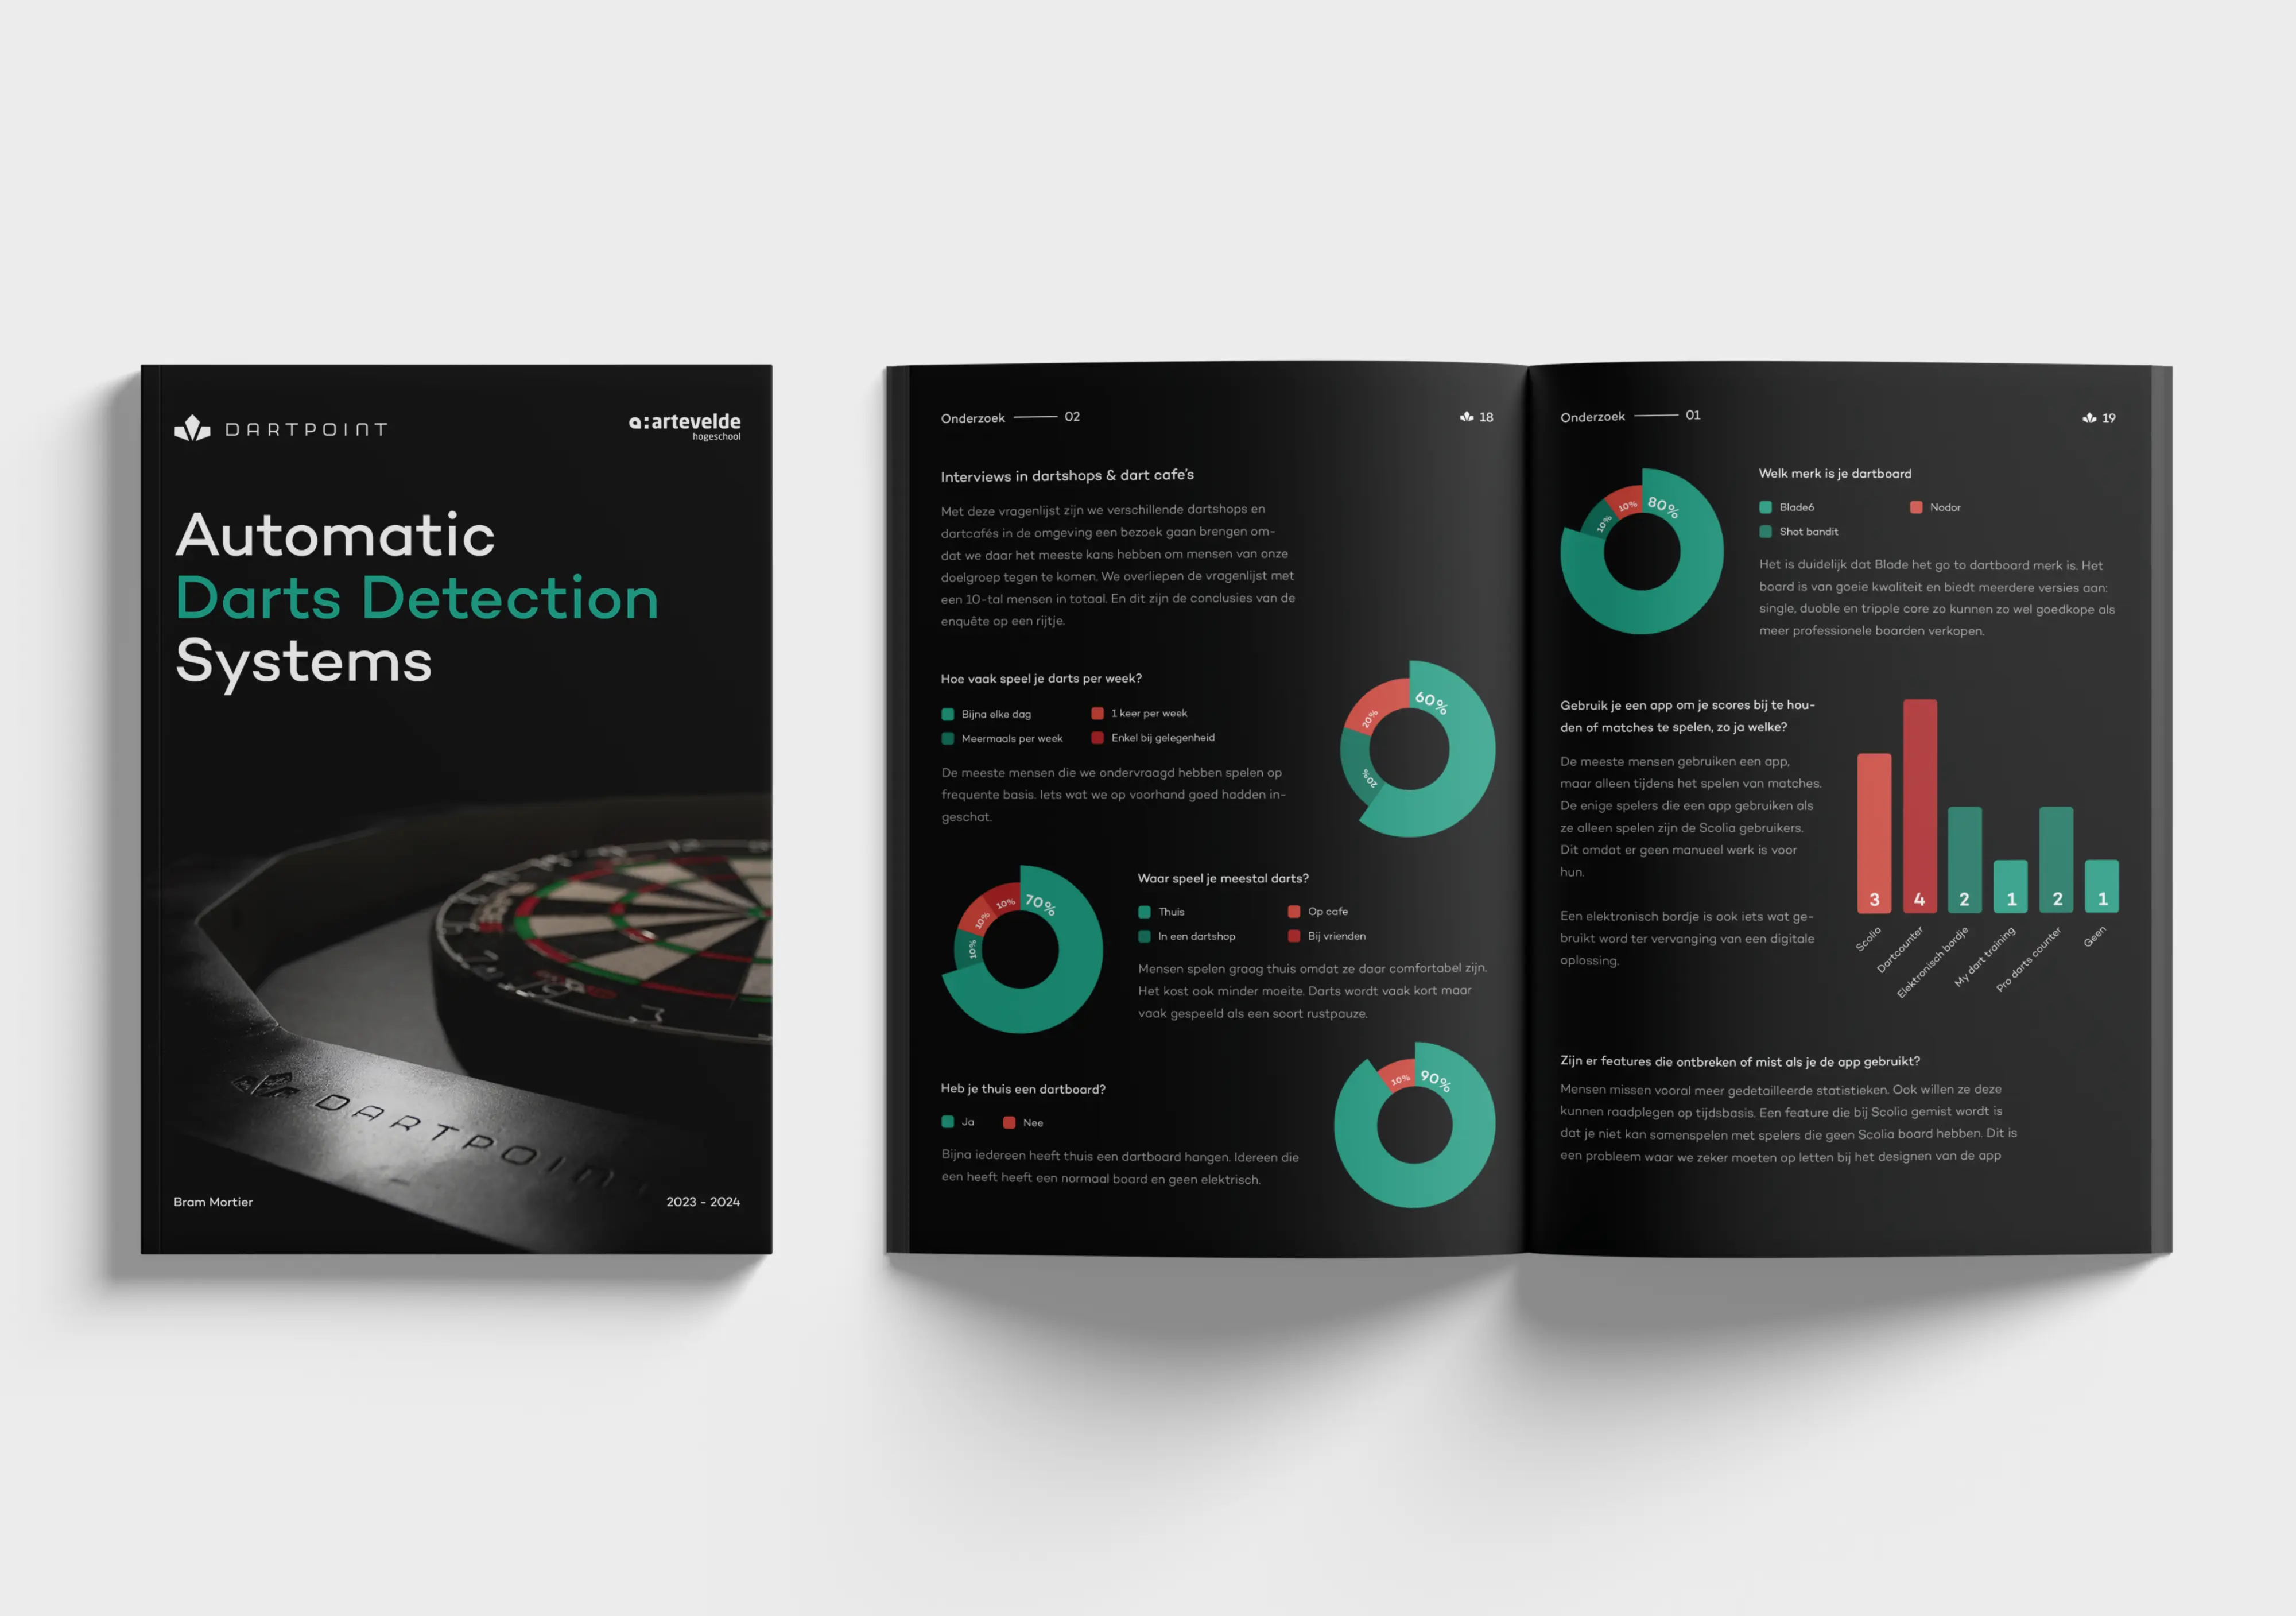 DARTPOINT
a:artevelde
hogeschool
Automatic
Darts Detection
Systems
DARTPOINT
Bram Mortier
2023 - 2024
Onderzoek 02
18
Interviews in dartshops & dart cafe's
Met deze vragenlijst zijn we verschillende dartshops en
dartcafés in de omgeving een bezoek gaan brengen om-
dat we daar het meeste kans hebben om mensen van onze
doelgroep tegen te komen. We overliepen de vragenlijst met
een 10-tal mensen in totaal. En dit zijn de conclusies van de
enquête op een rijtje.
Hoe vaak speel je darts per week?
Bijna elke dag
1 keer per week
Meermaals per week
Enkel bij gelegenheid
De meeste mensen die we ondervraagd hebben spelen op
frequente basis. Iets wat we op voorhand goed hadden in-
geschat.
60%
20%
20%
70%
10%
10%
10%
Waar speel je meestal darts?
Thuis
Op cafe
In een dartshop
Bij vrienden
Mensen spelen graag thuis omdat ze daar comfortabel zijn.
Het kost ook minder moeite. Darts wordt vaak kort maar
vaak gespeeld als een soort rustpauze.
Heb je thuis een dartboard?
Ja
Nee
Bijna iedereen heeft thuis een dartboard hangen. Idereen die
een heeft heeft een normaal board en geen elektrisch.
90%
10%
Onderzoek 01
19
80%
10%
10%
Welk merk is je dartboard
Blade6
Nodor
Shot bandit
Het is duidelijk dat Blade het go to dartboard merk is. Het
board is van goeie kwaliteit en biedt meerdere versies aan:
single, duoble en tripple core zo kunnen zo wel goedkope als
meer professionele boarden verkopen.
Gebruik je een app om je scores bij te hou-
den of matches te spelen, zo ja welke?
De meeste mensen gebruiken een app,
maar alleen tijdens het spelen van matches.
De enige spelers die een app gebruiken als
ze alleen spelen zijn de Scolia gebruikers.
Dit omdat er geen manueel werk is voor
hun.
Een elektronisch bordje is ook iets wat ge-
bruikt word ter vervanging van een digitale
oplossing.
3
4
2
1
2
1
Scolia
Dartcounter
Elektronisch bordje
My dart training
Pro darts counter
Geen
Zijn er features die ontbreken of mist als je de app gebruikt?
Mensen missen vooral meer gedetailleerde statistieken. Ook willen ze deze
kunnen raadplegen op tijdsbasis. Een feature die bij Scolia gemist wordt is
dat je niet kan samenspelen met spelers die geen Scolia board hebben. Dit is
een probleem waar we zeker moeten op letten bij het designen van de app